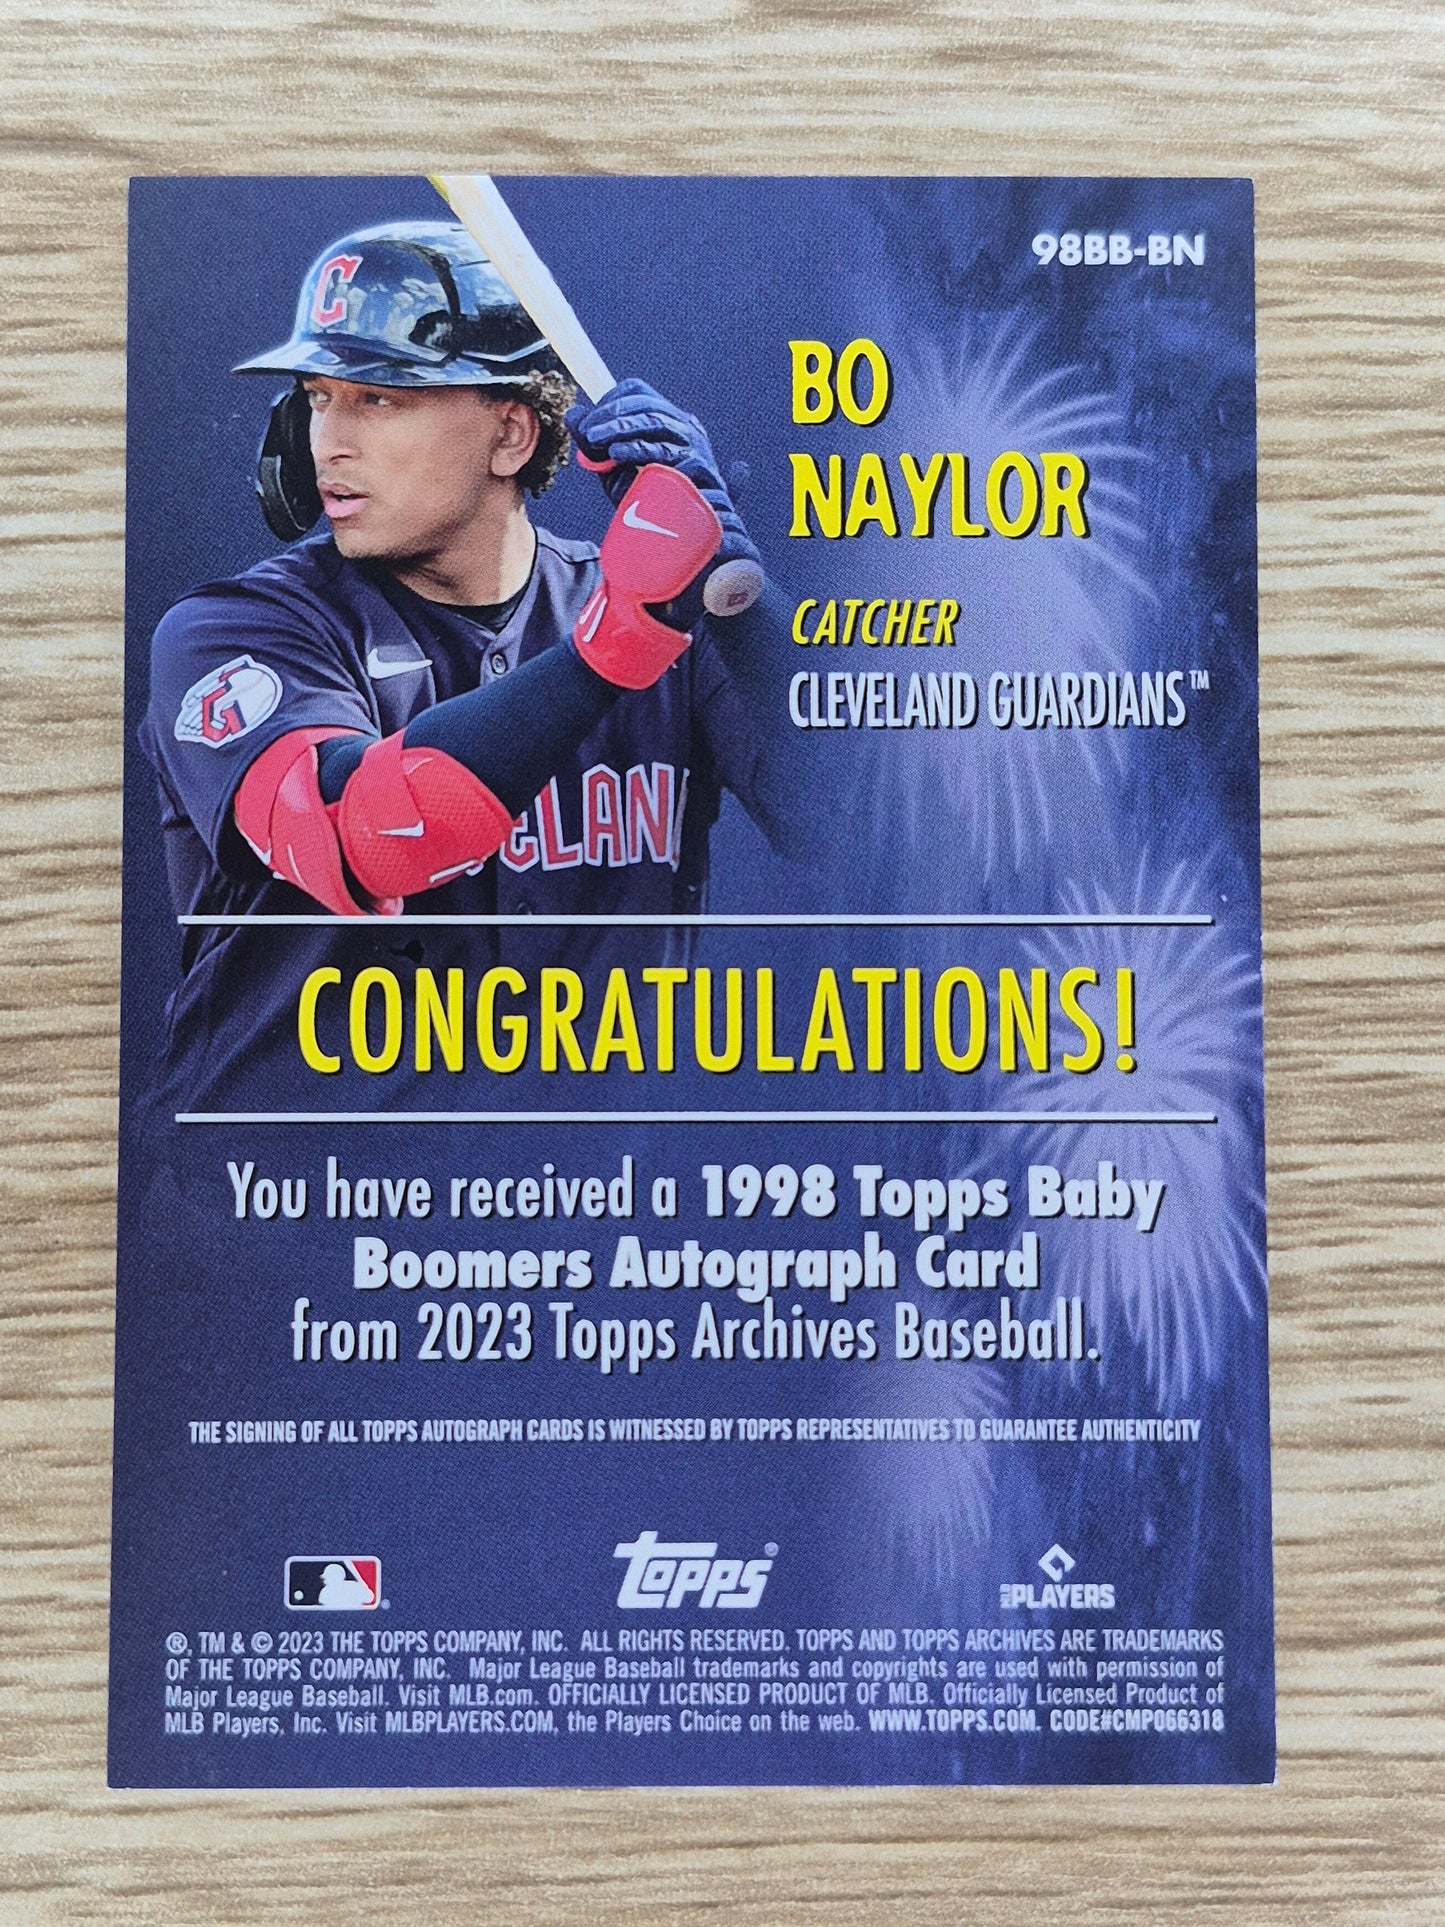 98BB-BN
C
BO
NAYLOR
CATCHER
CLEVELAND GUARDIANS™
G
CLEVELAN
CONGRATULATIONS!
You have received a 1998 Topps Baby
Boomers Autograph Card
from 2023 Topps Archives Baseball.
THE SIGNING OF ALL TOPPS AUTOGRAPH CARDS IS WITNESSED BY TOPPS REPRESENTATIVES TO GUARANTEE AUTHENTICITY
topps®
MLB PLAYERS
®, TM & © 2023 THE TOPPS COMPANY, INC. ALL RIGHTS RESERVED. TOPPS AND TOPPS ARCHIVES ARE TRADEMARKS
OF THE TOPPS COMPANY, INC. Major League Baseball trademarks and copyrights are used with permission of
Major League Baseball. Visit MLB.com. OFFICIALLY LICENSED PRODUCT OF MLB. Officially Licensed Product of
MLB Players, Inc. Visit MLBPLAYERS.COM, the Players Choice on the web. WWW.TOPPS.COM. CODE#CMP066318